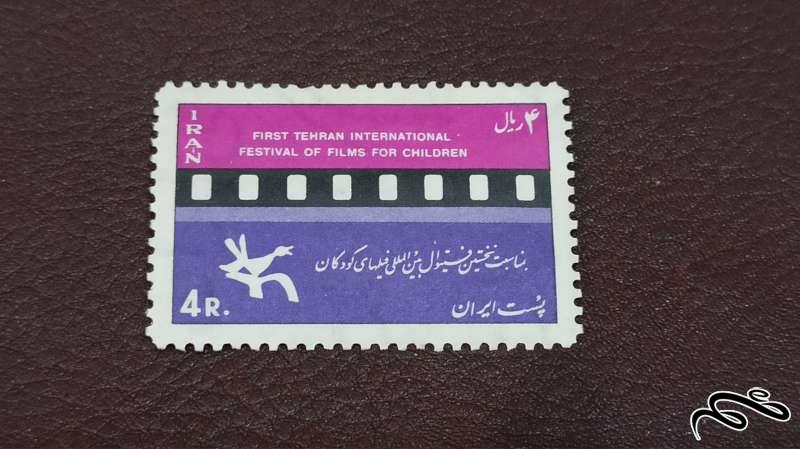 IRAN
۴ ریال
FIRST TEHRAN INTERNATIONAL
FESTIVAL OF FILMS FOR CHILDREN
بمناسبت نخستین فستیوال بین‌المللی فیلمهای کودکان
4 R.
پست ایران